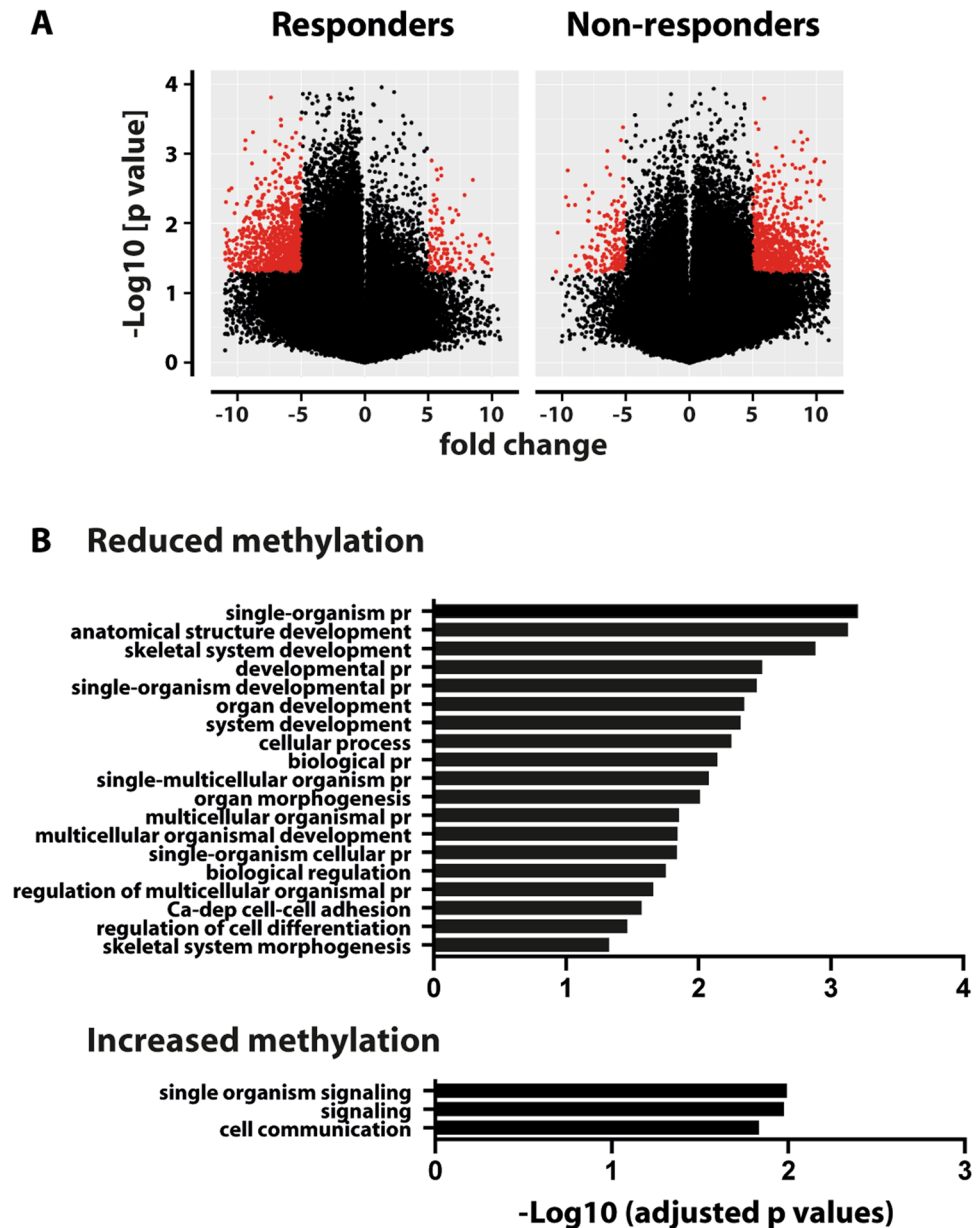 A Responders Non-responders
-Log10 [p value]
4
3
2
1
0
-10 -5 0 5 10 -10 -5 0 5 10
fold change
B Reduced methylation
single-organism pr
anatomical structure development
skeletal system development
developmental pr
single-organism developmental pr
organ development
system development
cellular process
biological pr
single-multicellular organism pr
organ morphogenesis
multicellular organismal pr
multicellular organismal development
single-organism cellular pr
biological regulation
regulation of multicellular organismal pr
Ca-dep cell-cell adhesion
regulation of cell differentiation
skeletal system morphogenesis
0 1 2 3 4
Increased methylation
single organism signaling
signaling
cell communication
0 1 2 3
-Log10 (adjusted p values)